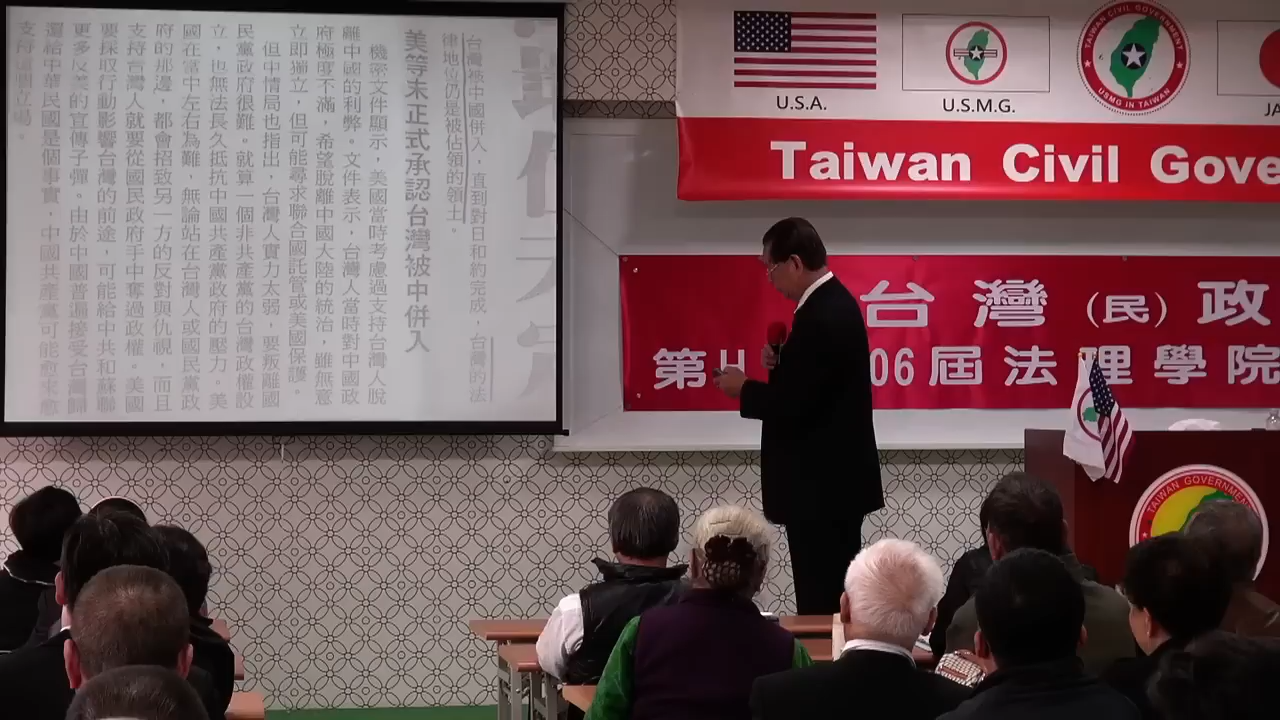 台灣被中國併入，直到對日和約完成，台灣的法
律地位仍是被佔領的領土。
美等未正式承認台灣被中併入
機密文件顯示，美國當時考慮過支持台灣人脫
離中國的利弊。文件表示，台灣人當時對中國政
府極度不滿，希望脫離中國大陸的統治，雖無意
立即獨立，但可能尋求聯合國託管或美國保護。
但中情局也指出，台灣人實力太弱，要叛離國
民黨政府很難。就算一個非共產黨的台灣政權設
立，也無法長久抵抗中國共產黨政府的壓力。美
國在當中左右為難，無論站在台灣人或國民黨政
府的那邊，都會招致另一方的反對與仇視，而且
支持台灣人就要從國民政府手中奪過政權。美國
要採取行動影響台灣的前途，可能給中共和蘇聯
更多反美的宣傳子彈。由於中國普遍接受台灣歸
還給中華民國是個事實，中國共產黨可能愈來愈
支持這個立場。
U.S.A.
U.S.M.G.
TAIWAN CIVIL GOVERNMENT
USMG IN TAIWAN
JA
Taiwan Civil Gove
台灣(民)政
第 06屆法理學院
TAIWAN GOVERNMENT